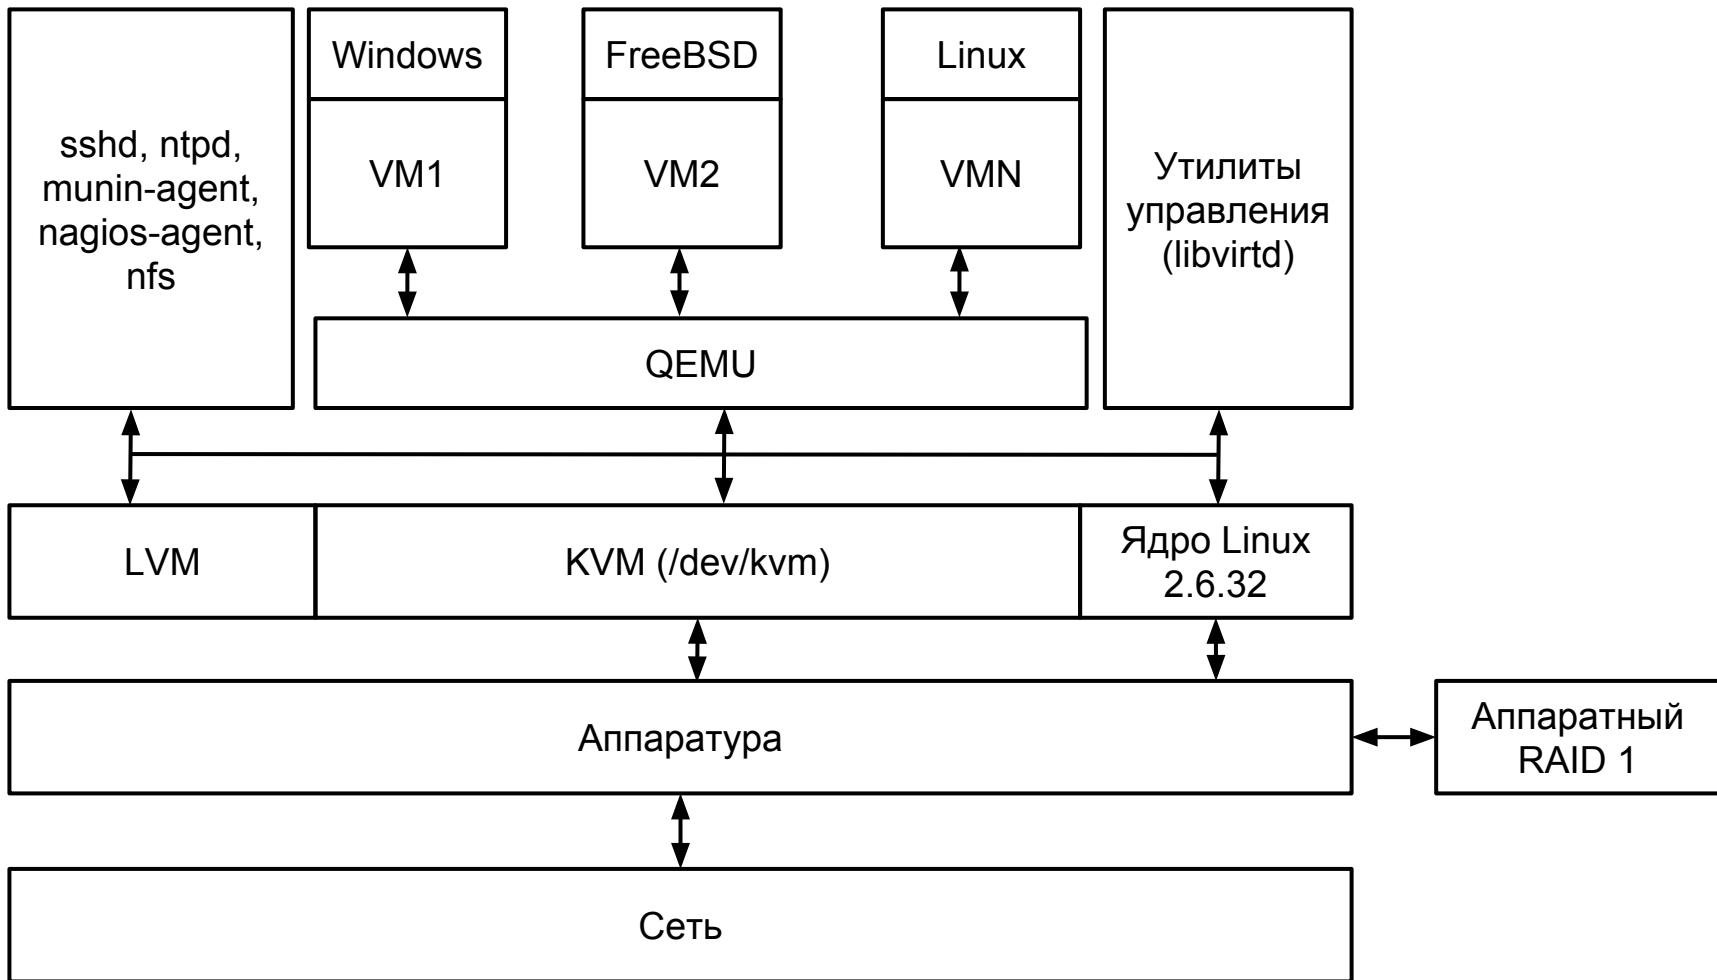 Windows
FreeBSD
Linux
sshd, ntpd,
munin-agent,
nagios-agent,
nfs
VM1
VM2
VMN
Утилиты
управления
(libvirtd)
QEMU
LVM
KVM (/dev/kvm)
Ядро Linux
2.6.32
Аппаратура
Аппаратный
RAID 1
Сеть